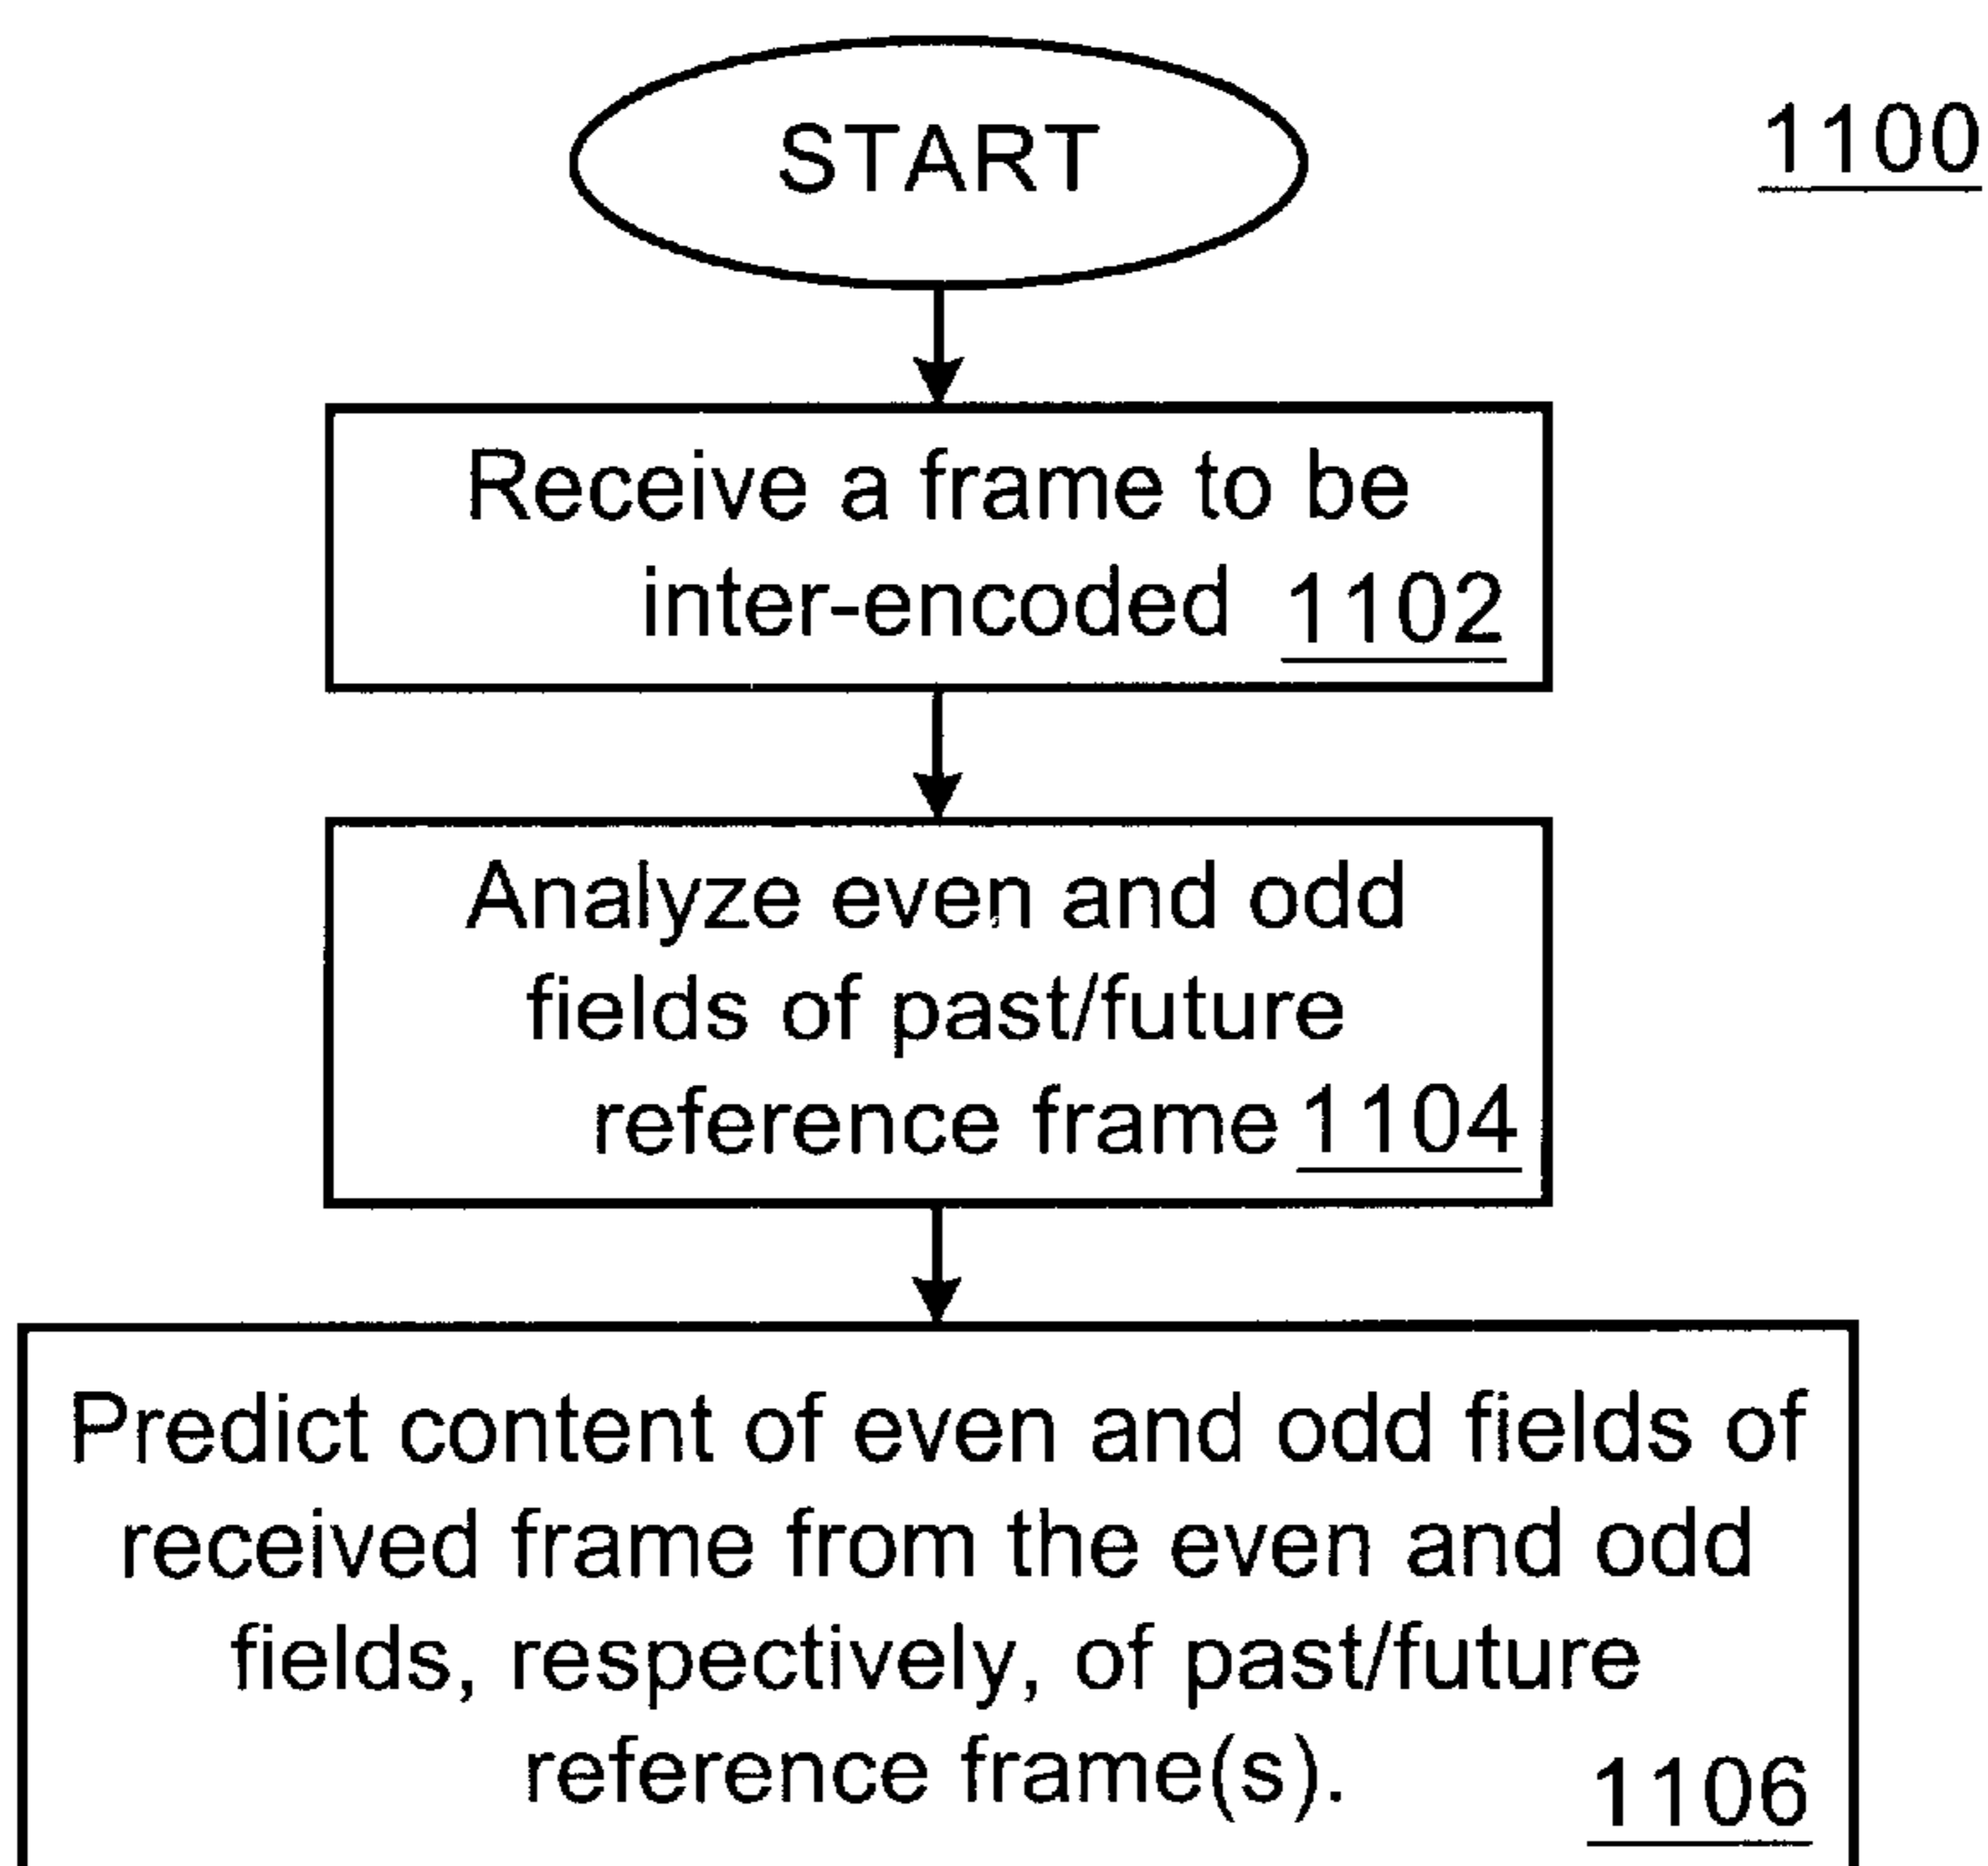 START
1100
Receive a frame to be
inter-encoded 1102
Analyze even and odd
fields of past/future
reference frame 1104
Predict content of even and odd fields of
received frame from the even and odd
fields, respectively, of past/future
reference frame(s). 1106